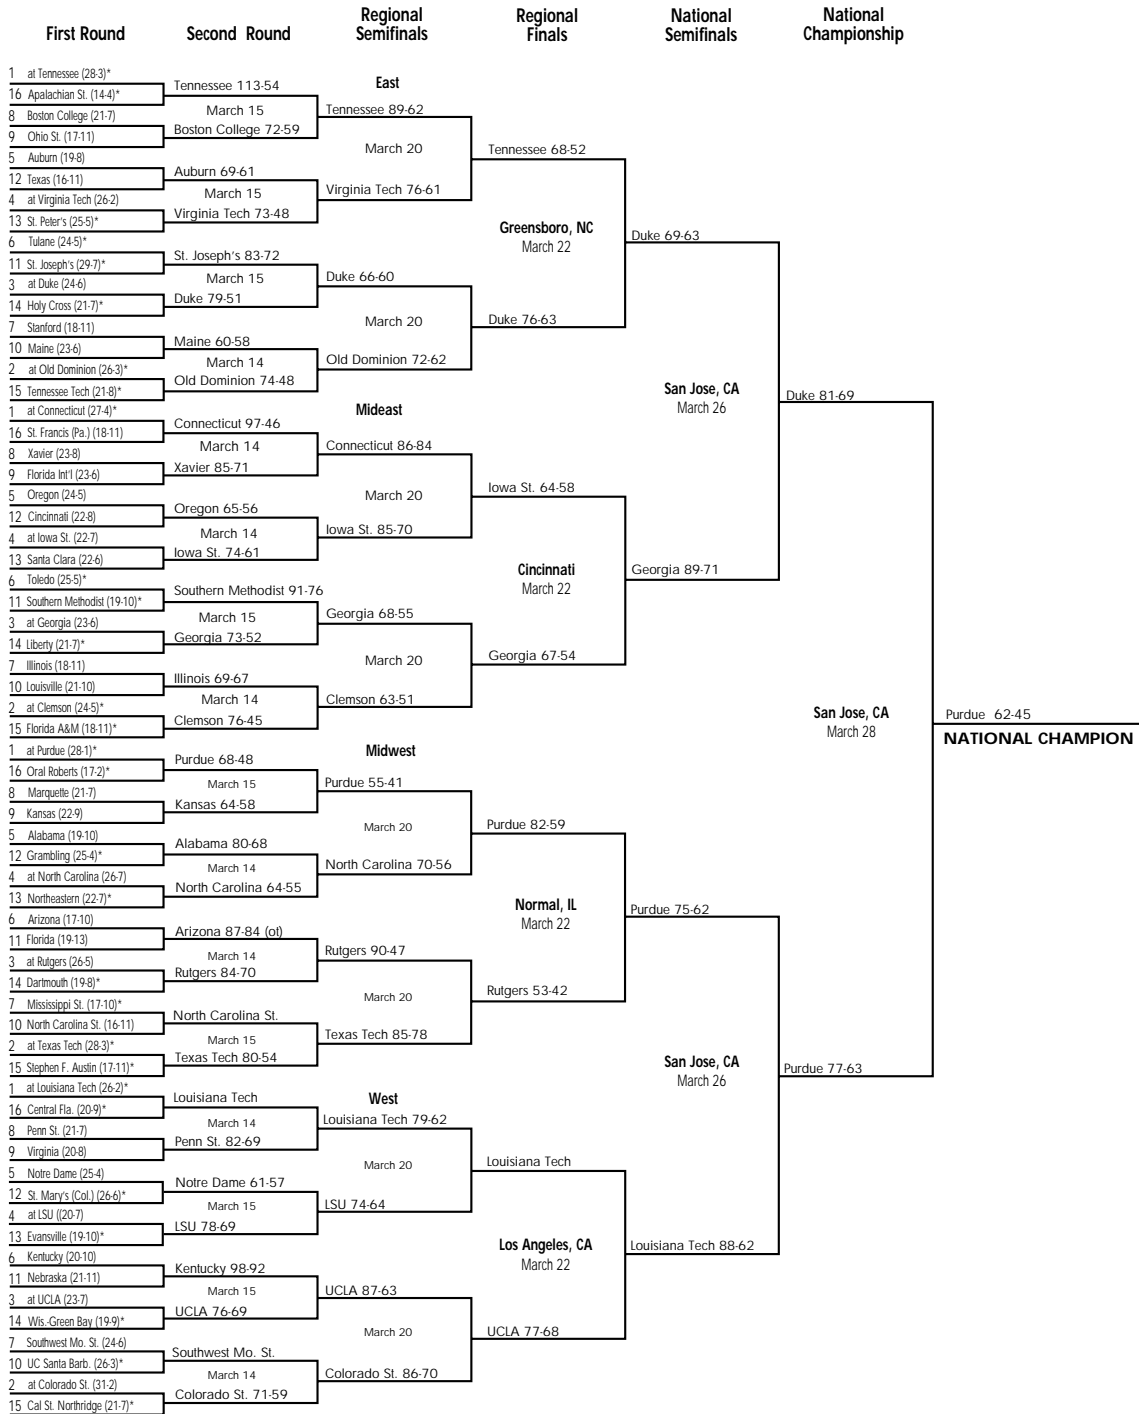 First Round
Second Round
Regional
Semifinals
Regional
Finals
National
Semifinals
National
Championship
1 at Tennessee (28-3)*
16 Apalachian St. (14-4)*
8 Boston College (21-7)
9 Ohio St. (17-11)
5 Auburn (19-8)
12 Texas (16-11)
4 at Virginia Tech (26-2)
13 St. Peter's (25-5)*
6 Tulane (24-5)*
11 St. Joseph's (29-7)*
3 at Duke (24-6)
14 Holy Cross (21-7)*
7 Stanford (18-11)
10 Maine (23-6)
2 at Old Dominion (26-3)*
15 Tennessee Tech (21-8)*
1 at Connecticut (27-4)*
16 St. Francis (Pa.) (18-11)
8 Xavier (23-8)
9 Florida Int'l (23-6)
5 Oregon (24-5)
12 Cincinnati (22-8)
4 at Iowa St. (22-7)
13 Santa Clara (22-6)
6 Toledo (25-5)*
11 Southern Methodist (19-10)*
3 at Georgia (23-6)
14 Liberty (21-7)*
7 Illinois (18-11)
10 Louisville (21-10)
2 at Clemson (24-5)*
15 Florida A&M (18-11)*
1 at Purdue (28-1)*
16 Oral Roberts (17-2)*
8 Marquette (21-7)
9 Kansas (22-9)
5 Alabama (19-10)
12 Grambling (25-4)*
4 at North Carolina (26-7)
13 Northeastern (22-7)*
6 Arizona (17-10)
11 Florida (19-13)
3 at Rutgers (26-5)
14 Dartmouth (19-8)*
7 Mississippi St. (17-10)*
10 North Carolina St. (16-11)
2 at Texas Tech (28-3)*
15 Stephen F. Austin (17-11)*
1 at Louisiana Tech (26-2)*
16 Central Fla. (20-9)*
8 Penn St. (21-7)
9 Virginia (20-8)
5 Notre Dame (25-4)
12 St. Mary's (Col.) (26-6)*
4 at LSU ((20-7)
13 Evansville (19-10)*
6 Kentucky (20-10)
11 Nebraska (21-11)
3 at UCLA (23-7)
14 Wis.-Green Bay (19-9)*
7 Southwest Mo. St. (24-6)
10 UC Santa Barb. (26-3)*
2 at Colorado St. (31-2)
15 Cal St. Northridge (21-7)*
Tennessee 113-54
March 15
Boston College 72-59
Auburn 69-61
March 15
Virginia Tech 73-48
St. Joseph's 83-72
March 15
Duke 79-51
Maine 60-58
March 14
Old Dominion 74-48
Connecticut 97-46
March 14
Xavier 85-71
Oregon 65-56
March 14
Iowa St. 74-61
Southern Methodist 91-76
March 15
Georgia 73-52
Illinois 69-67
March 14
Clemson 76-45
Purdue 68-48
March 15
Kansas 64-58
Alabama 80-68
March 14
North Carolina 64-55
Arizona 87-84 (ot)
March 14
Rutgers 84-70
North Carolina St.
March 15
Texas Tech 80-54
Louisiana Tech
March 14
Penn St. 82-69
Notre Dame 61-57
March 15
LSU 78-69
Kentucky 98-92
March 15
UCLA 76-69
Southwest Mo. St.
March 14
Colorado St. 71-59
East
Tennessee 89-62
March 20
Virginia Tech 76-61
Duke 66-60
March 20
Old Dominion 72-62
Mideast
Connecticut 86-84
March 20
Iowa St. 85-70
Georgia 68-55
March 20
Clemson 63-51
Midwest
Purdue 55-41
March 20
North Carolina 70-56
Rutgers 90-47
March 20
Texas Tech 85-78
West
Louisiana Tech 79-62
March 20
LSU 74-64
UCLA 87-63
March 20
Colorado St. 86-70
Tennessee 68-52
Greensboro, NC
March 22
Duke 76-63
Iowa St. 64-58
Cincinnati
March 22
Georgia 67-54
Purdue 82-59
Normal, IL
March 22
Rutgers 53-42
Louisiana Tech
Los Angeles, CA
March 22
UCLA 77-68
Duke 69-63
San Jose, CA
March 26
Georgia 89-71
Purdue 75-62
San Jose, CA
March 26
Louisiana Tech 88-62
Duke 81-69
San Jose, CA
March 28
Purdue 77-63
Purdue 62-45
NATIONAL CHAMPION